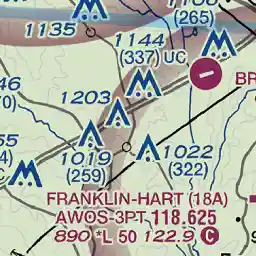 1135
(265)
1144
(337) UC
1203
BR
1019
(259)
1022
(322)
FRANKLIN-HART (18A)
AWOS-3PT 118.625
890 *L 50 122.9 C